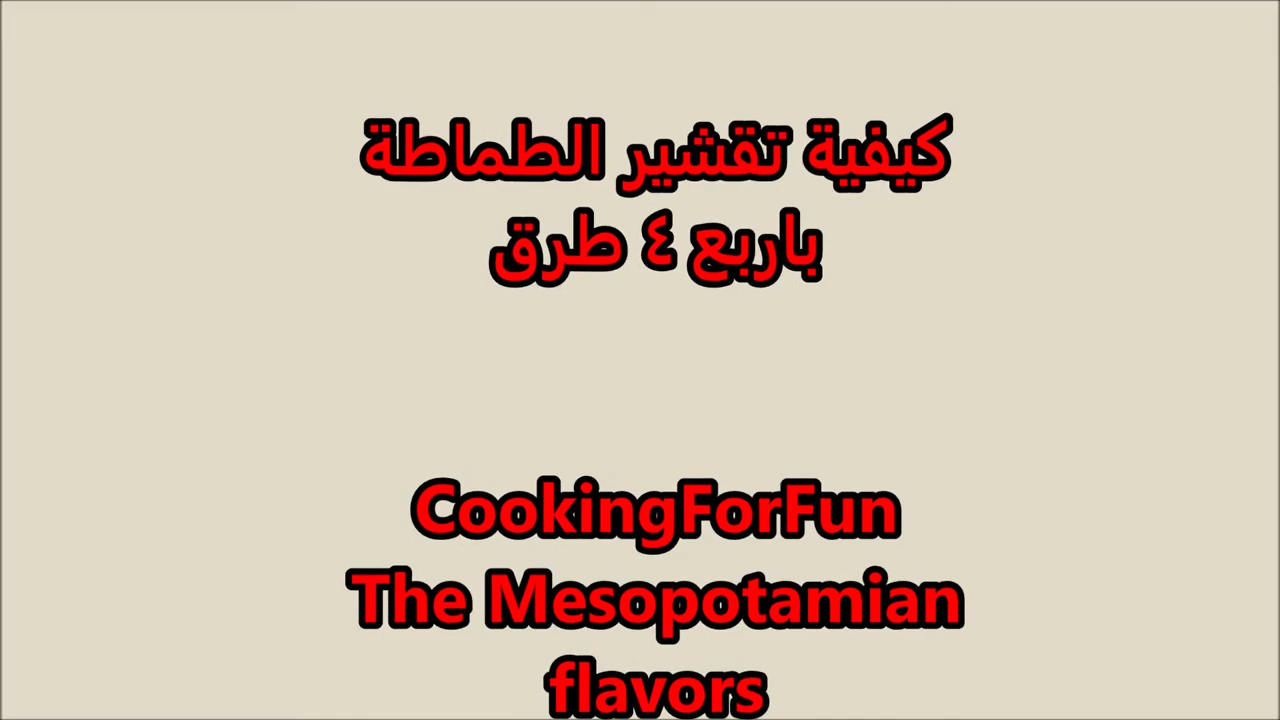 كيفية تقشير الطماطة
باربع ٤ طرق
CookingForFun
The Mesopotamian
flavors